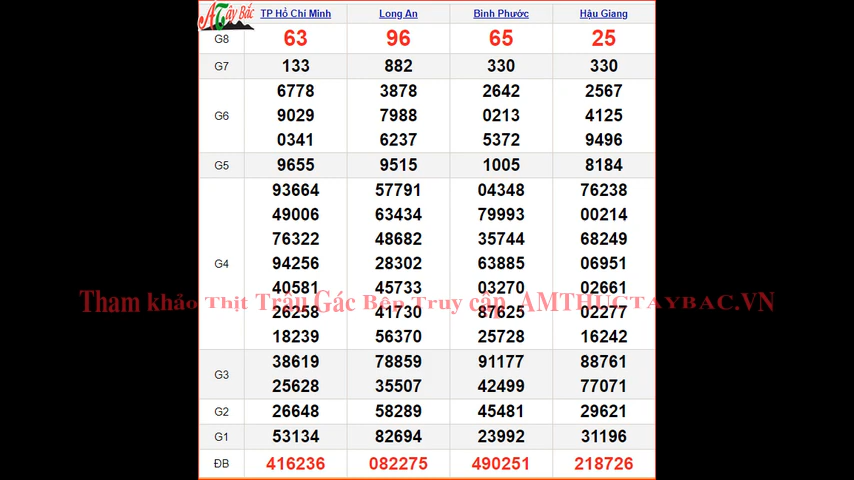 ATây Bắc TP Hồ Chí Minh Long An Bình Phước Hậu Giang
G8 63 96 65 25
G7 133 882 330 330
6778 3878 2642 2567
G6 9029 7988 0213 4125
0341 6237 5372 9496
G5 9655 9515 1005 8184
93664 57791 04348 76238
49006 63434 79993 00214
76322 48682 35744 68249
G4 94256 28302 63885 06951
40581 45733 03270 02661
Tham khảo Thịt Trâu Gác Bếp Truy cập AMTHUCTAYBAC.VN
26258 41730 87625 02277
18239 56370 25728 16242
G3 38619 78859 91177 88761
25628 35507 42499 77071
G2 26648 58289 45481 29621
G1 53134 82694 23992 31196
ĐB 416236 082275 490251 218726